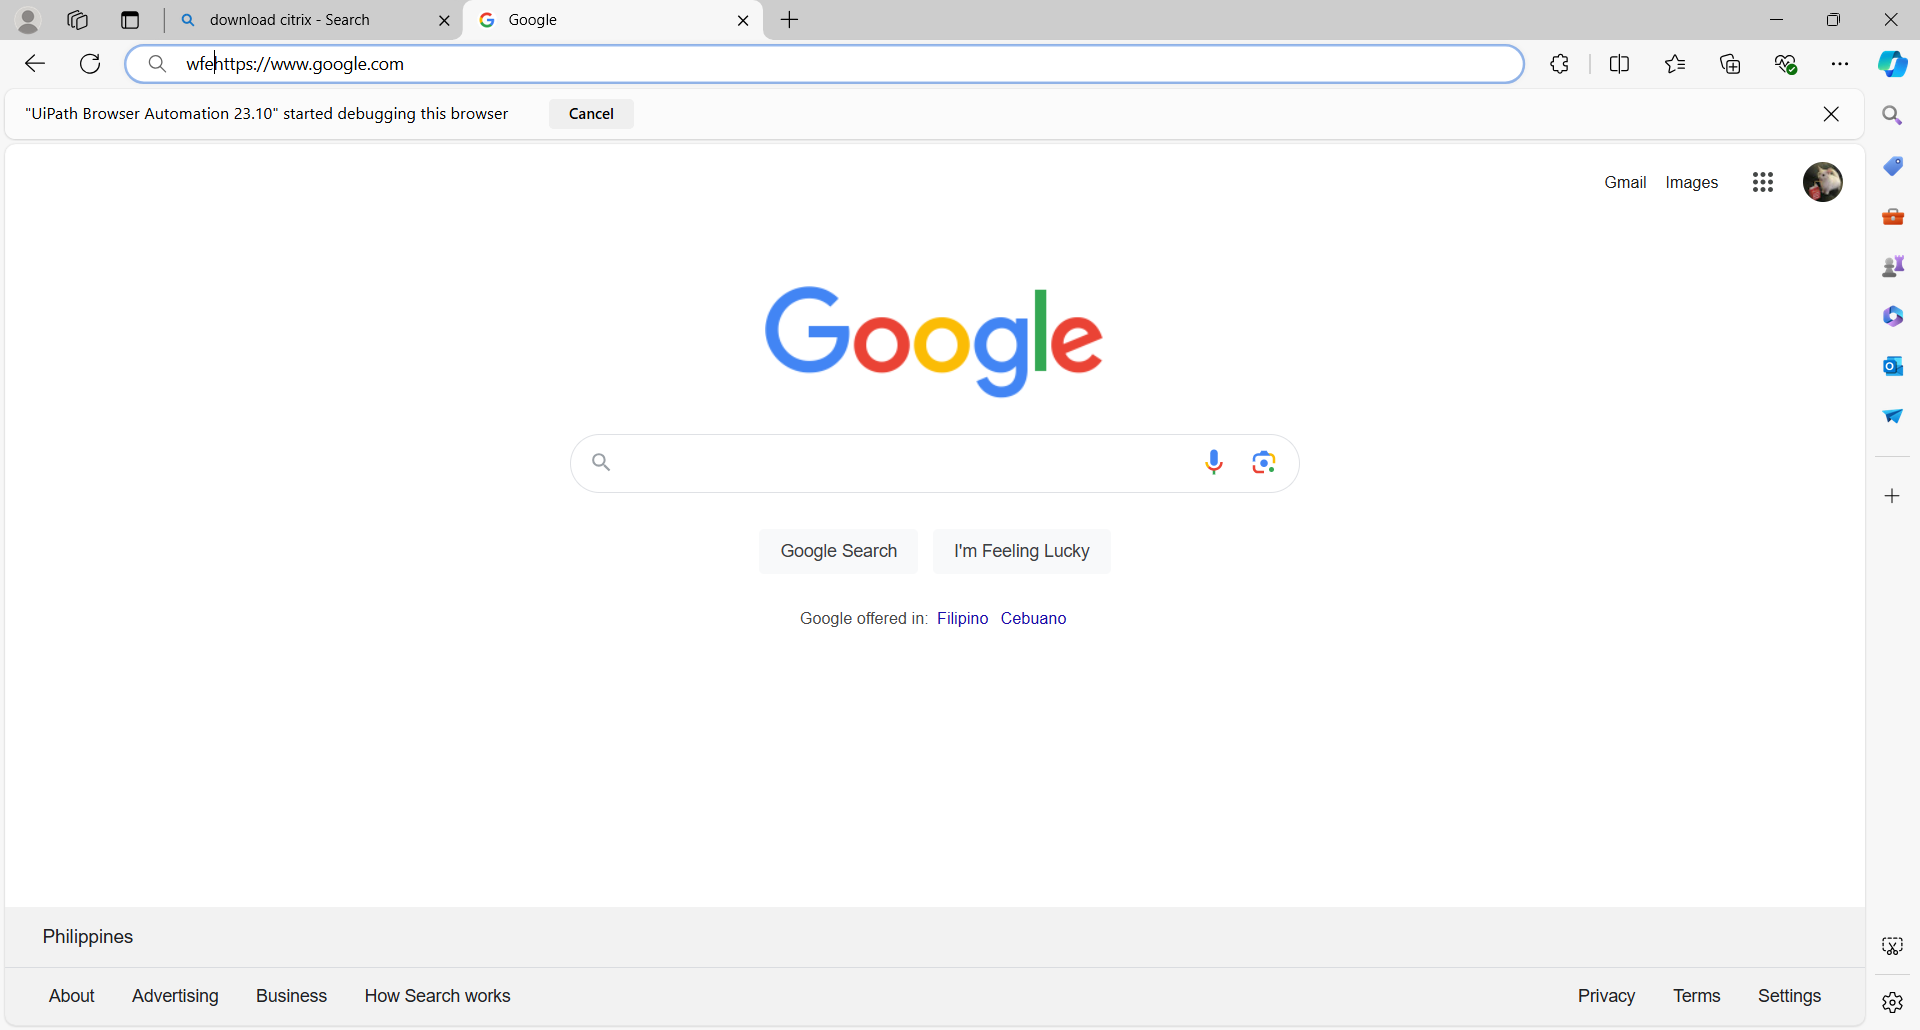 download citrix - Search
Google
wfehttps://www.google.com
"UiPath Browser Automation 23.10" started debugging this browser
Cancel
Gmail Images
Google
Google Search
I'm Feeling Lucky
Google offered in: Filipino Cebuano
Philippines
About Advertising Business How Search works
Privacy Terms Settings